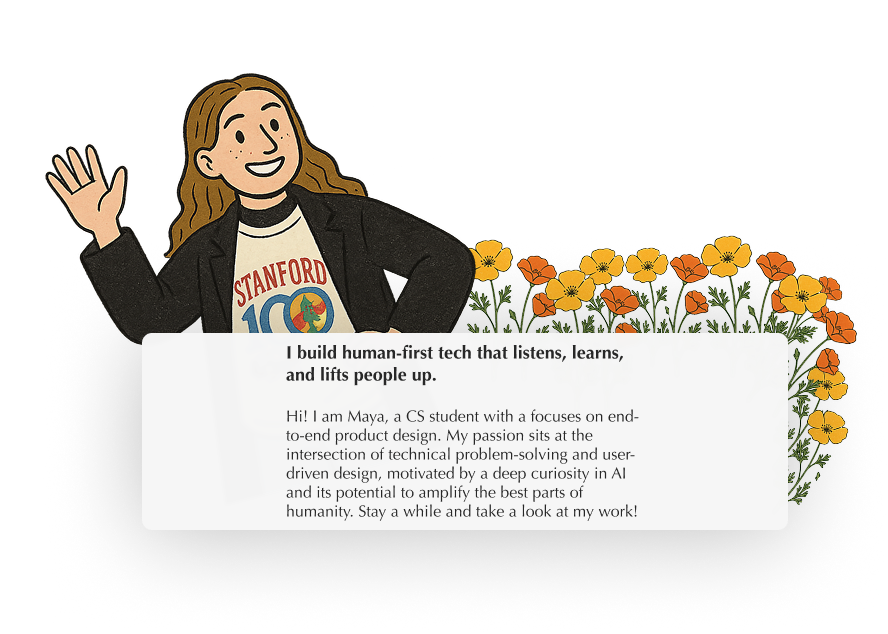 STANFORD
100
I build human-first tech that listens, learns,
and lifts people up.
Hi! I am Maya, a CS student with a focuses on end-
to-end product design. My passion sits at the
intersection of technical problem-solving and user-
driven design, motivated by a deep curiosity in AI
and its potential to amplify the best parts of
humanity. Stay a while and take a look at my work!